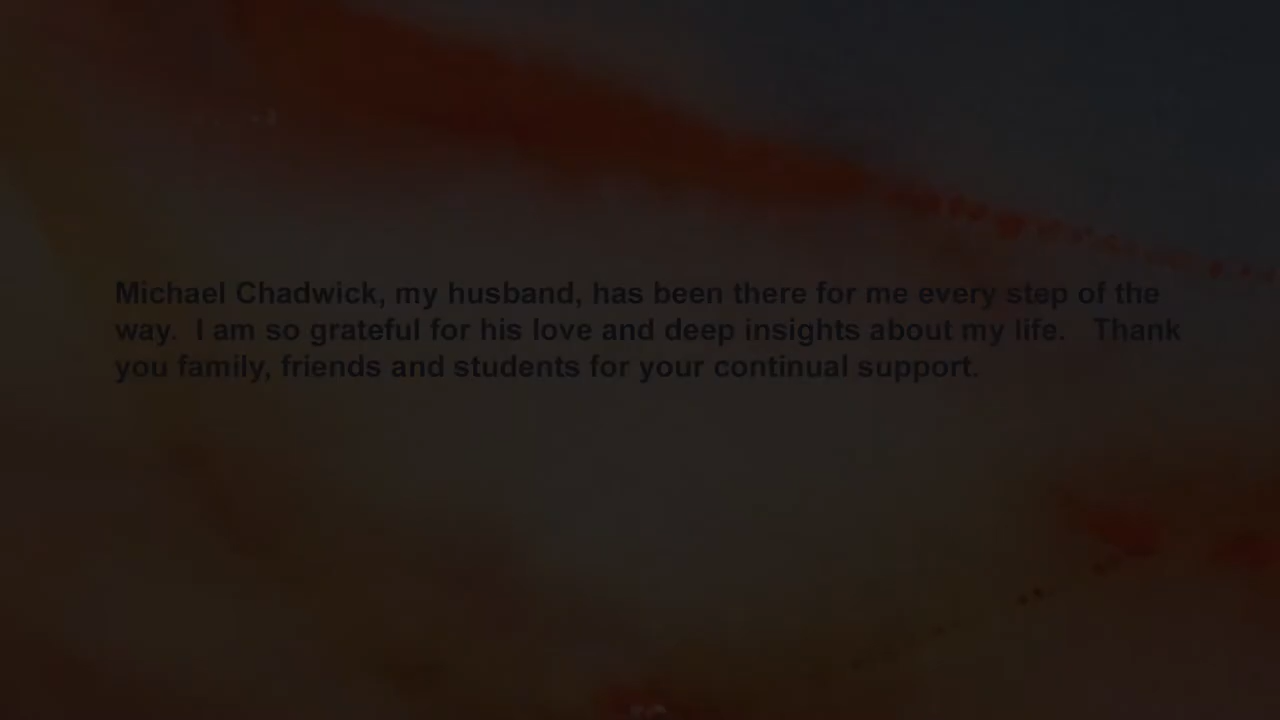 Michael Chadwick, my husband, has been there for me every step of the
way.  I am so grateful for his love and deep insights about my life.   Thank
you family, friends and students for your continual support.